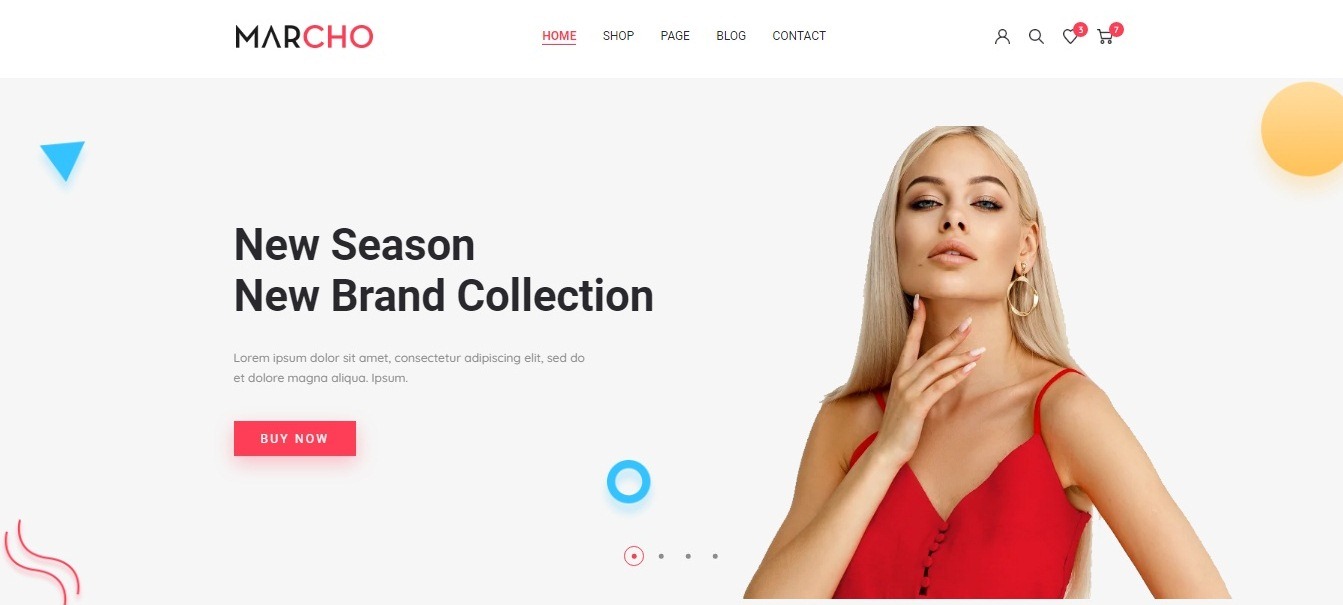 MARCHO
HOME SHOP PAGE BLOG CONTACT
3 7
New Season
New Brand Collection
Lorem ipsum dolor sit amet, consectetur adipiscing elit, sed do
et dolore magna aliqua. Ipsum.
BUY NOW